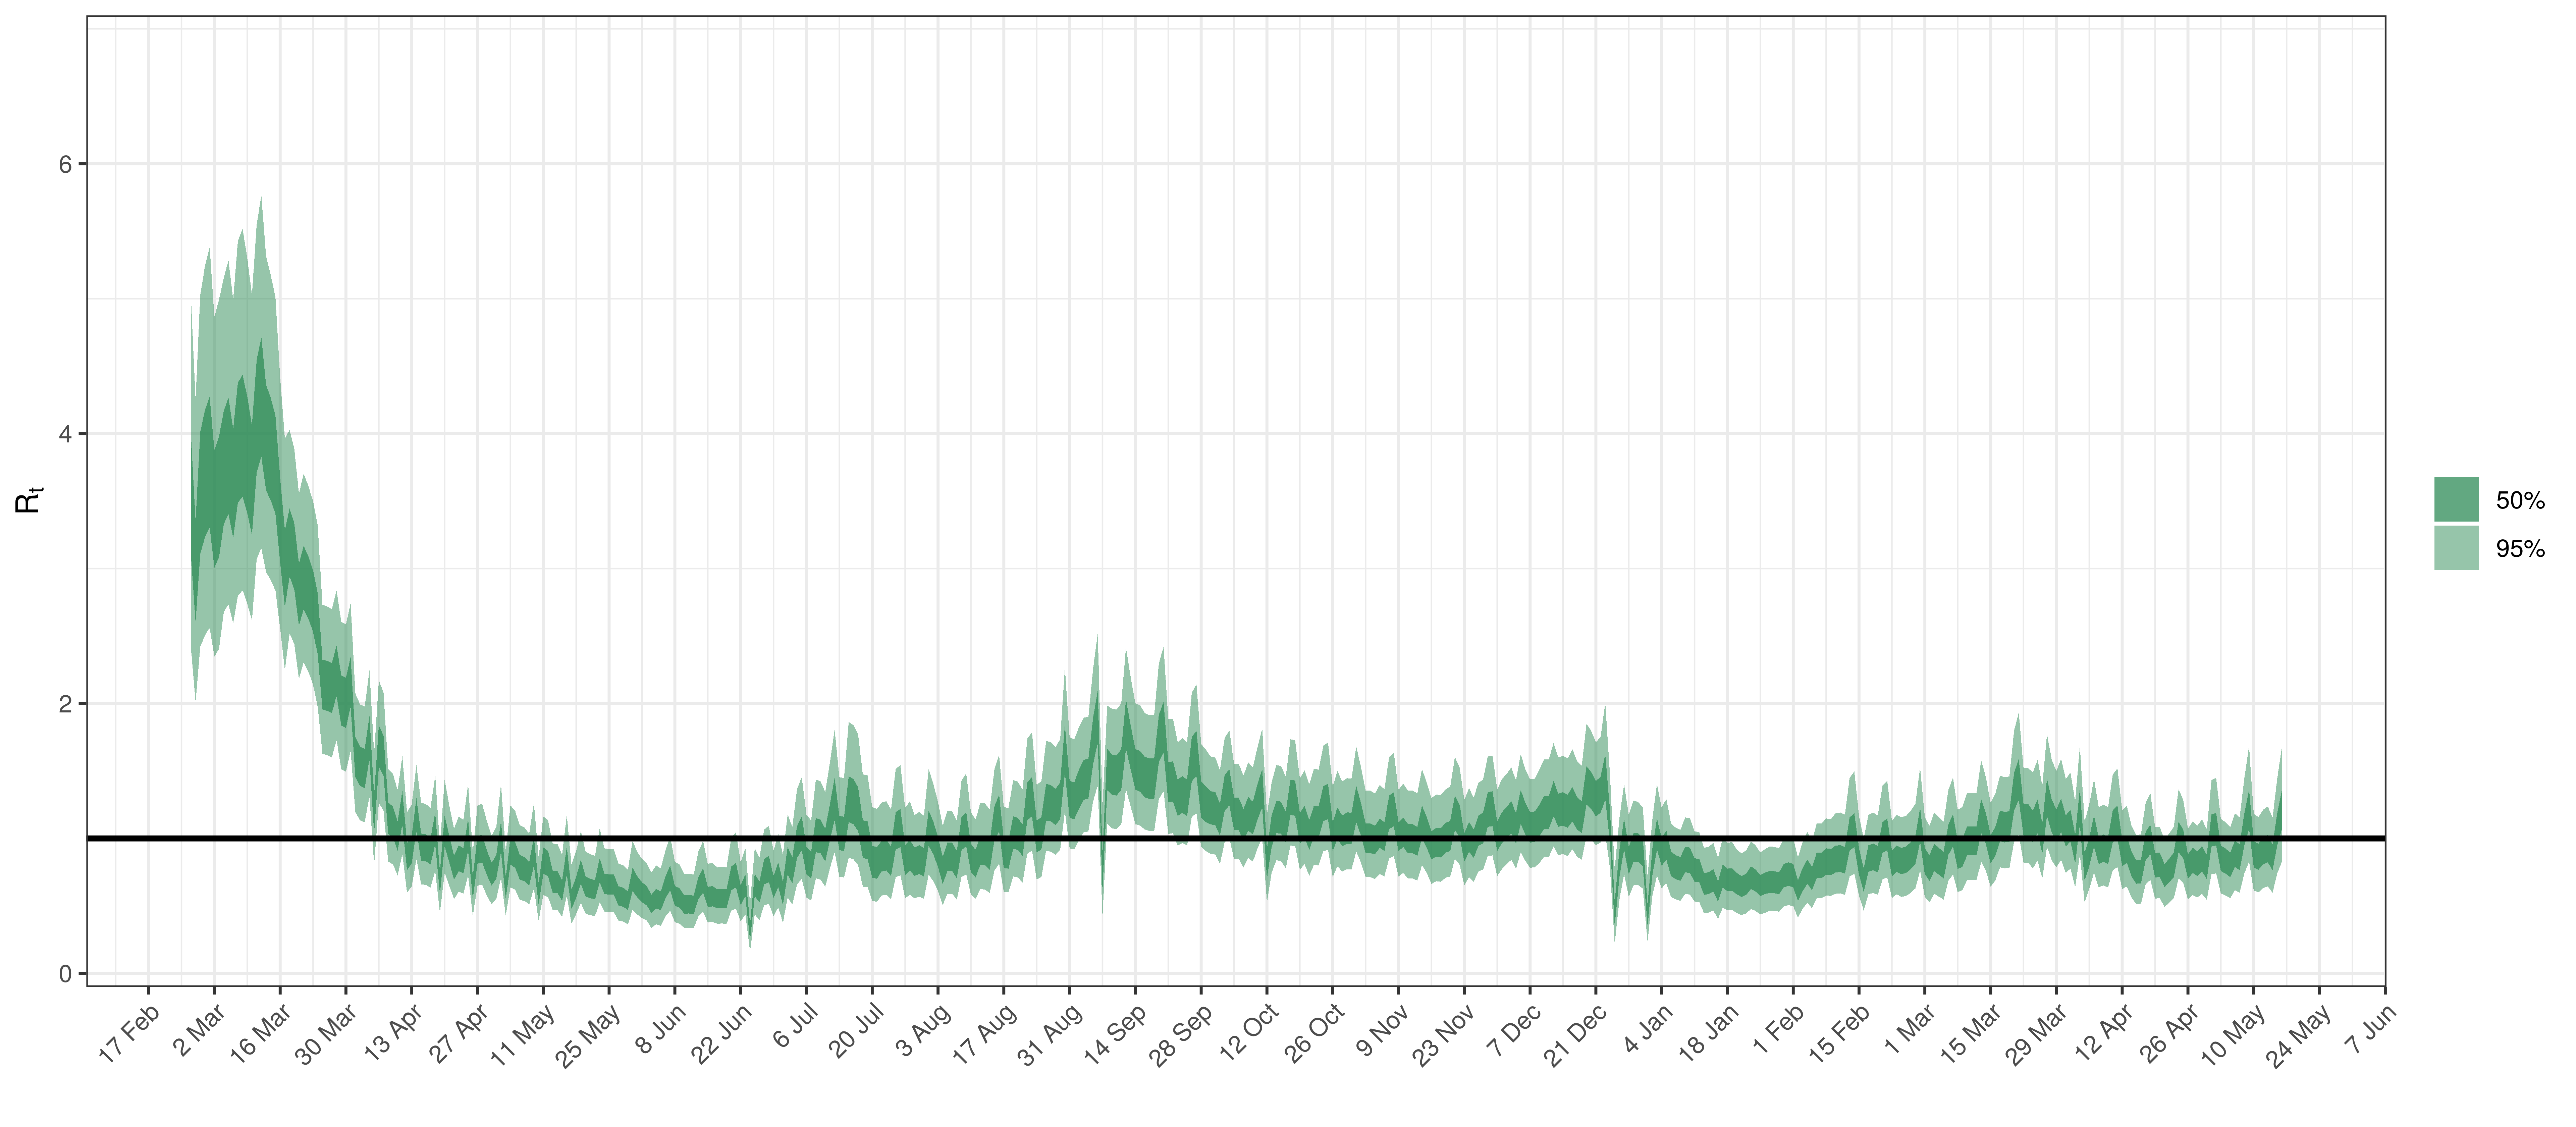 6
4
2
0
Rt
17 Feb
2 Mar
16 Mar
30 Mar
13 Apr
27 Apr
11 May
25 May
8 Jun
22 Jun
6 Jul
20 Jul
3 Aug
17 Aug
31 Aug
14 Sep
28 Sep
12 Oct
26 Oct
9 Nov
23 Nov
7 Dec
21 Dec
4 Jan
18 Jan
1 Feb
15 Feb
1 Mar
15 Mar
29 Mar
12 Apr
26 Apr
10 May
24 May
7 Jun
50%
95%